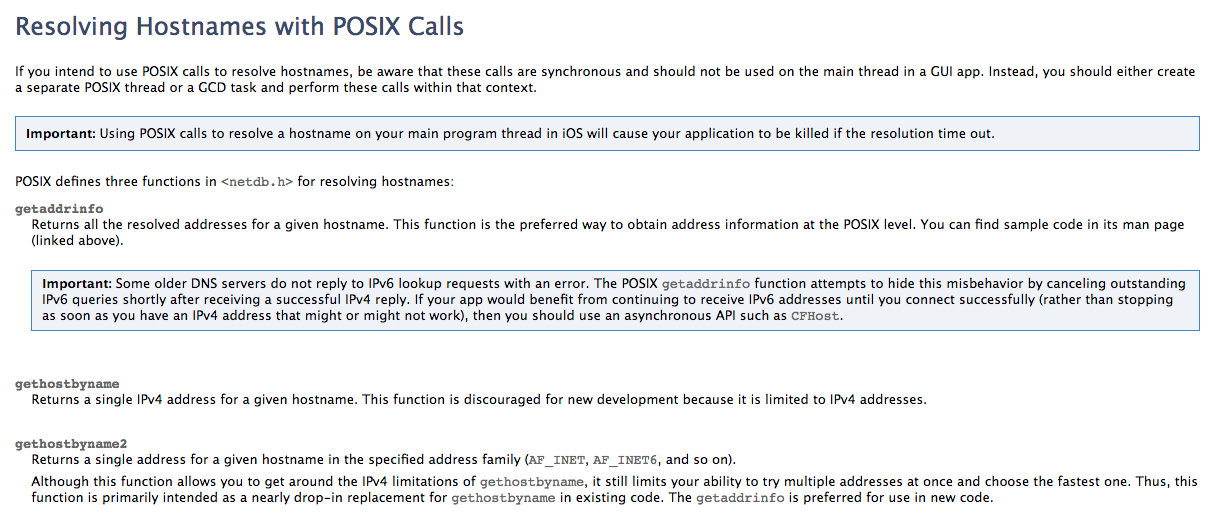 Resolving Hostnames with POSIX Calls
If you intend to use POSIX calls to resolve hostnames, be aware that these calls are synchronous and should not be used on the main thread in a GUI app. Instead, you should either create
a separate POSIX thread or a GCD task and perform these calls within that context.
Important: Using POSIX calls to resolve a hostname on your main program thread in iOS will cause your application to be killed if the resolution time out.
POSIX defines three functions in <netdb.h> for resolving hostnames:
getaddrinfo
Returns all the resolved addresses for a given hostname. This function is the preferred way to obtain address information at the POSIX level. You can find sample code in its man page
(linked above).
Important: Some older DNS servers do not reply to IPv6 lookup requests with an error. The POSIX getaddrinfo function attempts to hide this misbehavior by canceling outstanding
IPv6 queries shortly after receiving a successful IPv4 reply. If your app would benefit from continuing to receive IPv6 addresses until you connect successfully (rather than stopping
as soon as you have an IPv4 address that might or might not work), then you should use an asynchronous API such as CFHost.
gethostbyname
Returns a single IPv4 address for a given hostname. This function is discouraged for new development because it is limited to IPv4 addresses.
gethostbyname2
Returns a single address for a given hostname in the specified address family (AF_INET, AF_INET6, and so on).
Although this function allows you to get around the IPv4 limitations of gethostbyname, it still limits your ability to try multiple addresses at once and choose the fastest one. Thus, this
function is primarily intended as a nearly drop-in replacement for gethostbyname in existing code. The getaddrinfo is preferred for use in new code.